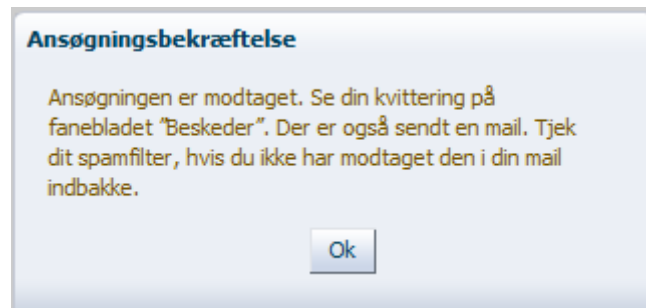 Ansøgningsbekræftelse
Ansøgningen er modtaget. Se din kvittering på
fanebladet "Beskeder". Der er også sendt en mail. Tjek
dit spamfilter, hvis du ikke har modtaget den i din mail
indbakke.
Ok